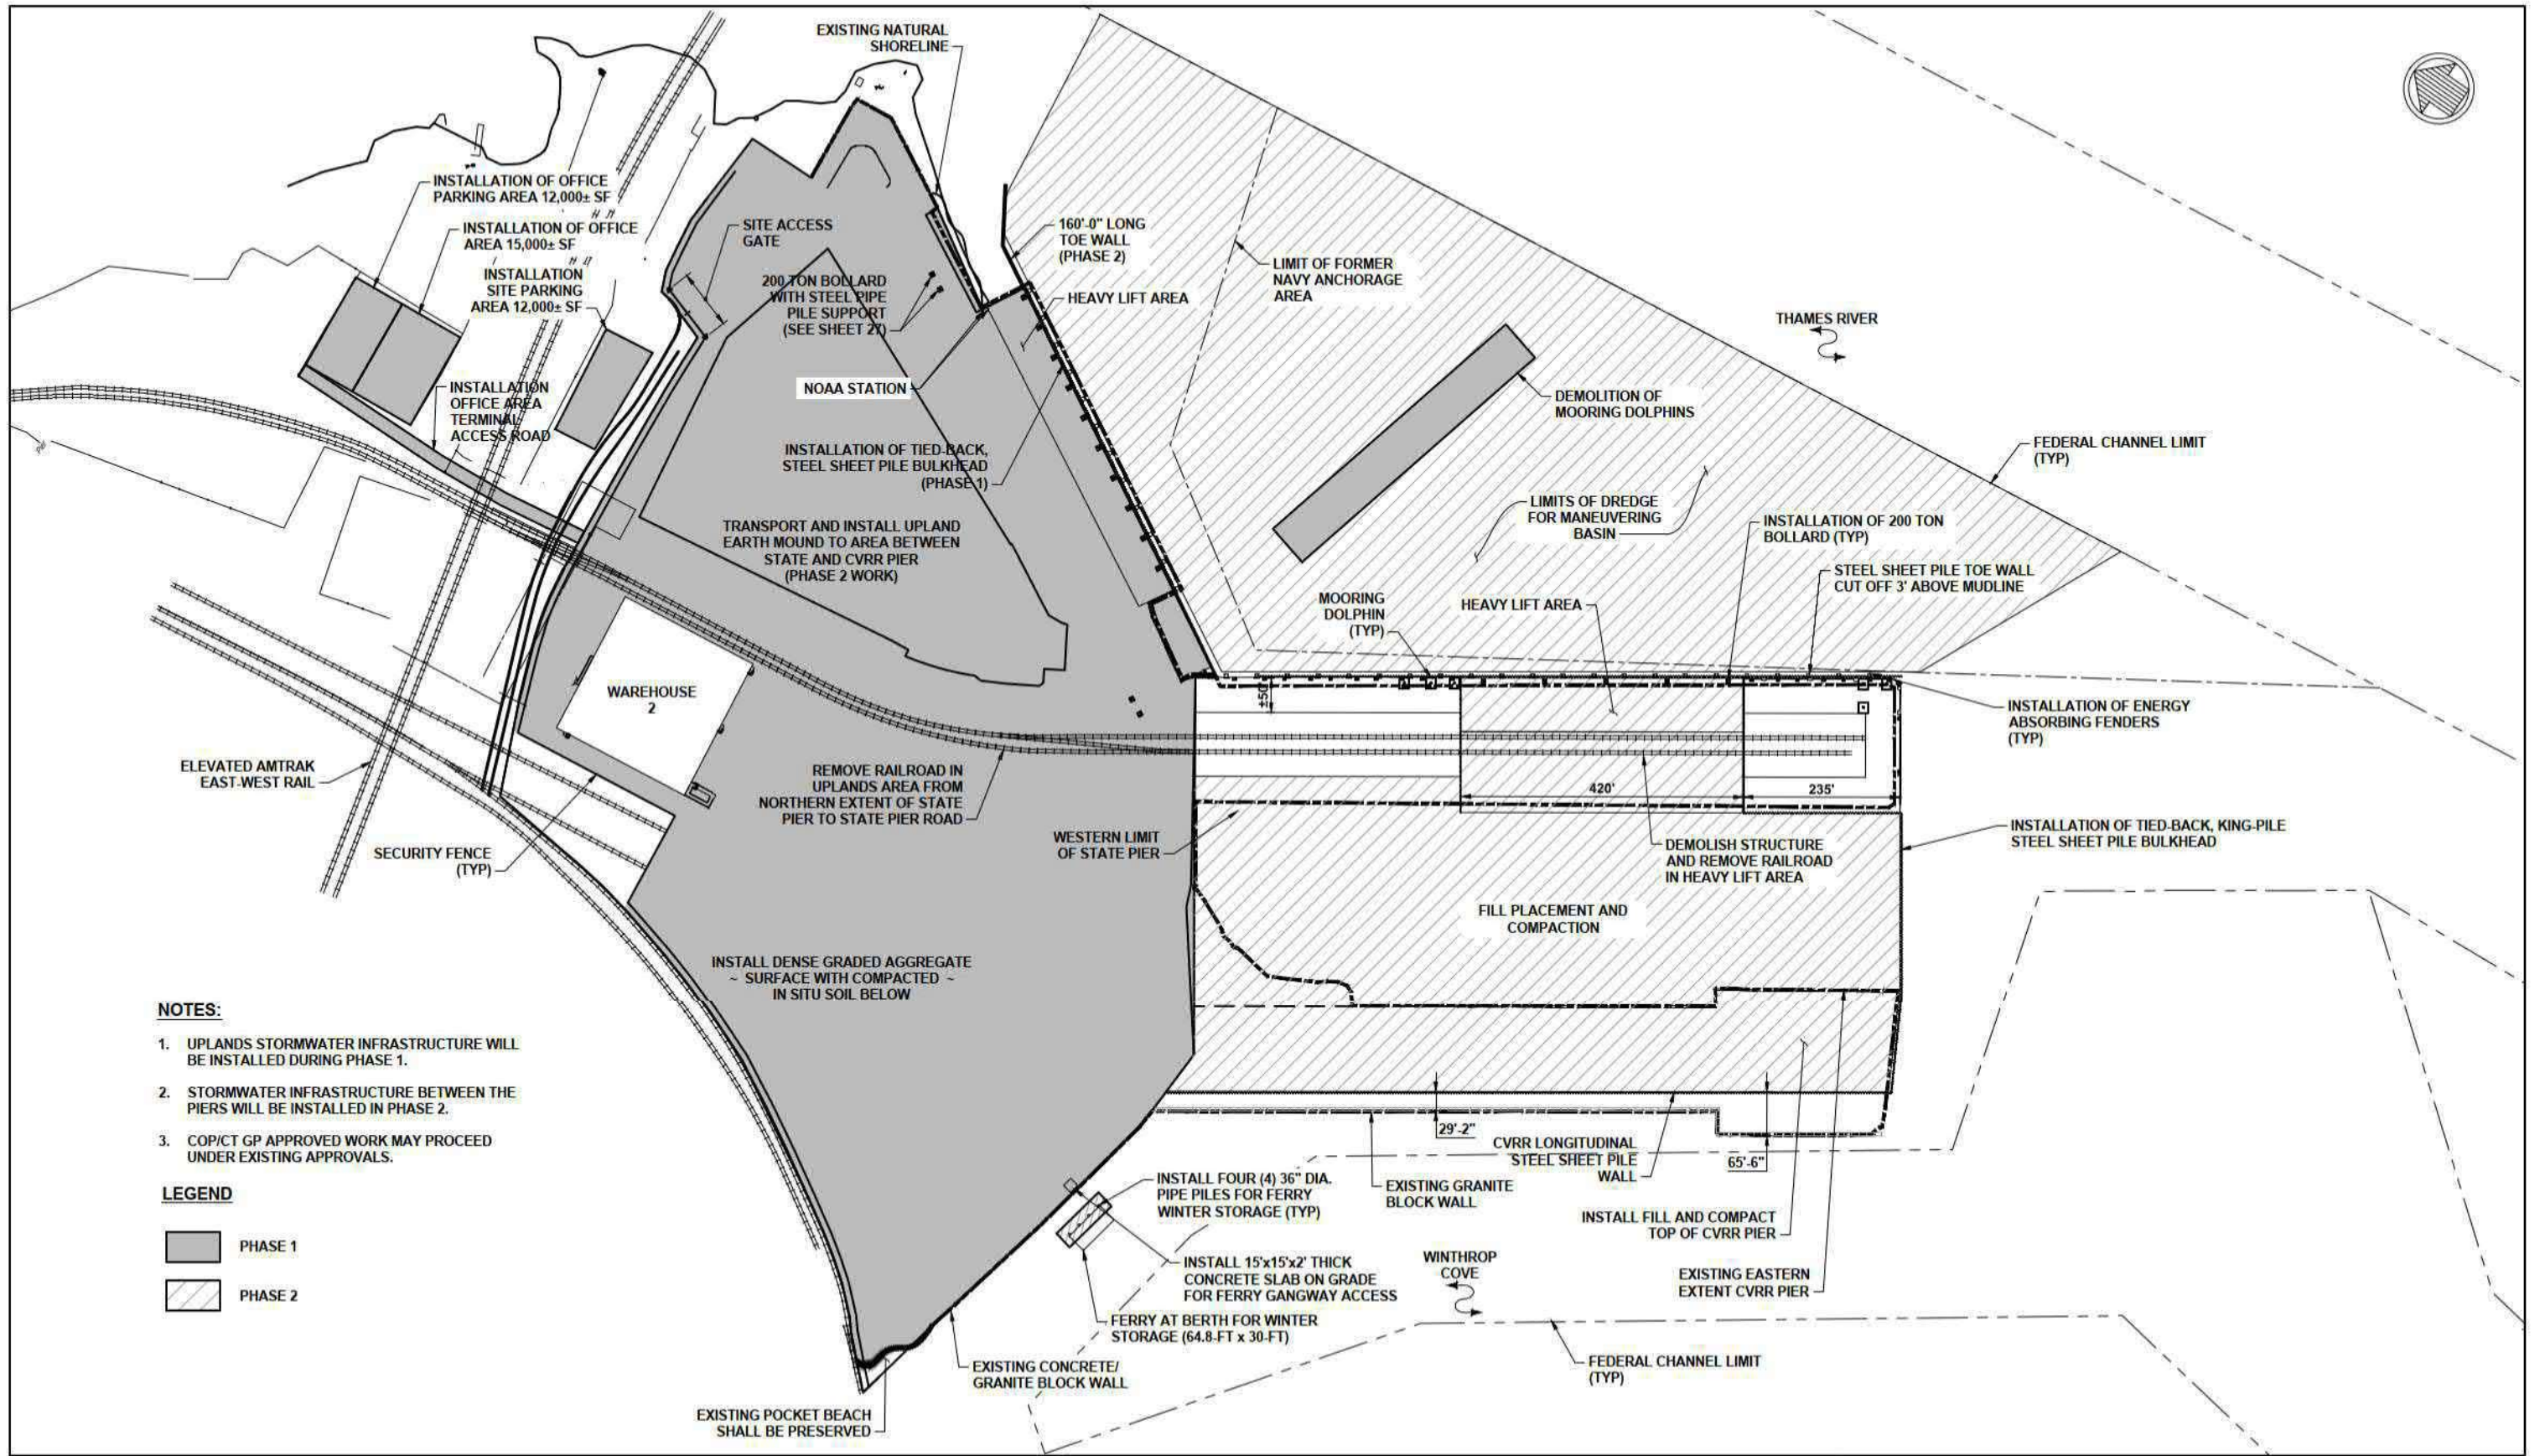 EXISTING NATURAL
SHORELINE
INSTALLATION OF OFFICE
PARKING AREA 12,000± SF
INSTALLATION OF OFFICE
AREA 15,000± SF
INSTALLATION
SITE PARKING
AREA 12,000± SF
SITE ACCESS
GATE
200 TON BOLLARD
WITH STEEL PIPE
PILE SUPPORT
(SEE SHEET 27)
160'-0" LONG
TOE WALL
(PHASE 2)
HEAVY LIFT AREA
LIMIT OF FORMER
NAVY ANCHORAGE
AREA
THAMES RIVER
NOAA STATION
INSTALLATION
OFFICE AREA
TERMINAL
ACCESS ROAD
DEMOLITION OF
MOORING DOLPHINS
FEDERAL CHANNEL LIMIT
(TYP)
INSTALLATION OF TIED-BACK,
STEEL SHEET PILE BULKHEAD
(PHASE 1)
LIMITS OF DREDGE
FOR MANEUVERING
BASIN
INSTALLATION OF 200 TON
BOLLARD (TYP)
TRANSPORT AND INSTALL UPLAND
EARTH MOUND TO AREA BETWEEN
STATE AND CVRR PIER
(PHASE 2 WORK)
STEEL SHEET PILE TOE WALL
CUT OFF 3' ABOVE MUDLINE
MOORING
DOLPHIN
(TYP)
HEAVY LIFT AREA
WAREHOUSE
2
±50'
INSTALLATION OF ENERGY
ABSORBING FENDERS
(TYP)
ELEVATED AMTRAK
EAST-WEST RAIL
REMOVE RAILROAD IN
UPLANDS AREA FROM
NORTHERN EXTENT OF STATE
PIER TO STATE PIER ROAD
420'
235'
WESTERN LIMIT
OF STATE PIER
INSTALLATION OF TIED-BACK, KING-PILE
STEEL SHEET PILE BULKHEAD
SECURITY FENCE
(TYP)
DEMOLISH STRUCTURE
AND REMOVE RAILROAD
IN HEAVY LIFT AREA
FILL PLACEMENT AND
COMPACTION
INSTALL DENSE GRADED AGGREGATE
~ SURFACE WITH COMPACTED ~
IN SITU SOIL BELOW
NOTES:
1. UPLANDS STORMWATER INFRASTRUCTURE WILL
BE INSTALLED DURING PHASE 1.
2. STORMWATER INFRASTRUCTURE BETWEEN THE
PIERS WILL BE INSTALLED IN PHASE 2.
3. COP/CT GP APPROVED WORK MAY PROCEED
UNDER EXISTING APPROVALS.
LEGEND
PHASE 1
PHASE 2
29'-2"
CVRR LONGITUDINAL
STEEL SHEET PILE
WALL
65'-6"
INSTALL FOUR (4) 36" DIA.
PIPE PILES FOR FERRY
WINTER STORAGE (TYP)
EXISTING GRANITE
BLOCK WALL
INSTALL FILL AND COMPACT
TOP OF CVRR PIER
INSTALL 15'x15'x2' THICK
CONCRETE SLAB ON GRADE
FOR FERRY GANGWAY ACCESS
WINTHROP
COVE
EXISTING EASTERN
EXTENT CVRR PIER
FERRY AT BERTH FOR WINTER
STORAGE (64.8-FT x 30-FT)
EXISTING CONCRETE/
GRANITE BLOCK WALL
FEDERAL CHANNEL LIMIT
(TYP)
EXISTING POCKET BEACH
SHALL BE PRESERVED